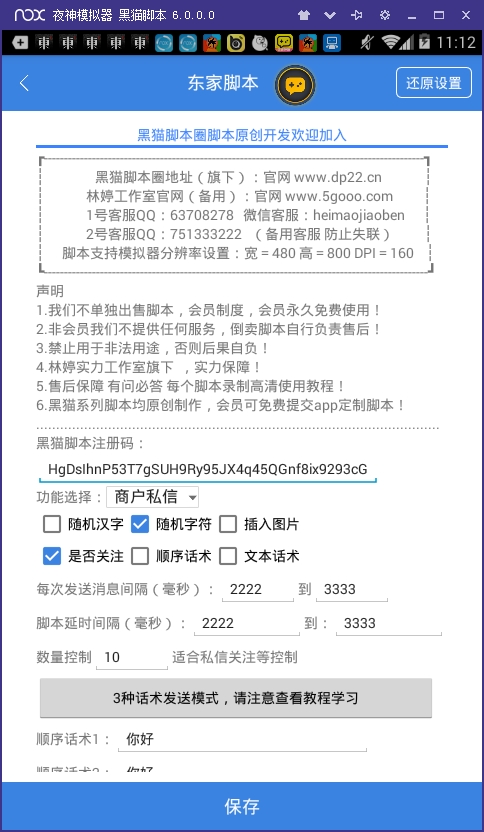 nox 夜神模拟器 黑猫脚本 6.0.0.0
11:12
东家脚本
还原设置
黑猫脚本圈脚本原创开发欢迎加入
黑猫脚本圈地址（旗下）：官网 www.dp22.cn
林婷工作室官网（备用）：官网 www.5gooo.com
1号客服QQ：63708278 微信客服：heimaojiaoben
2号客服QQ：751333222 （备用客服 防止失联）
脚本支持模拟器分辨率设置：宽 = 480 高 = 800 DPI = 160
声明
1.我们不单独出售脚本，会员制度，会员永久免费使用！
2.非会员我们不提供任何服务，倒卖脚本自行负责售后！
3.禁止用于非法用途，否则后果自负！
4.林婷实力工作室旗下 ，实力保障！
5.售后保障 有问必答 每个脚本录制高清使用教程！
6.黑猫系列脚本均原创制作，会员可免费提交app定制脚本！
黑猫脚本注册码：
HgDsIhnP53T7gSUH9Ry95JX4q45QGnf8ix9293cG
功能选择： 商户私信
随机汉字 随机字符 插入图片
是否关注 顺序话术 文本话术
每次发送消息间隔（毫秒）： 2222 到 3333
脚本延时间隔（毫秒）： 2222 到： 3333
数量控制 10 适合私信关注等控制
3种话术发送模式，请注意查看教程学习
顺序话术1： 你好
顺序话术2： 你好
保存